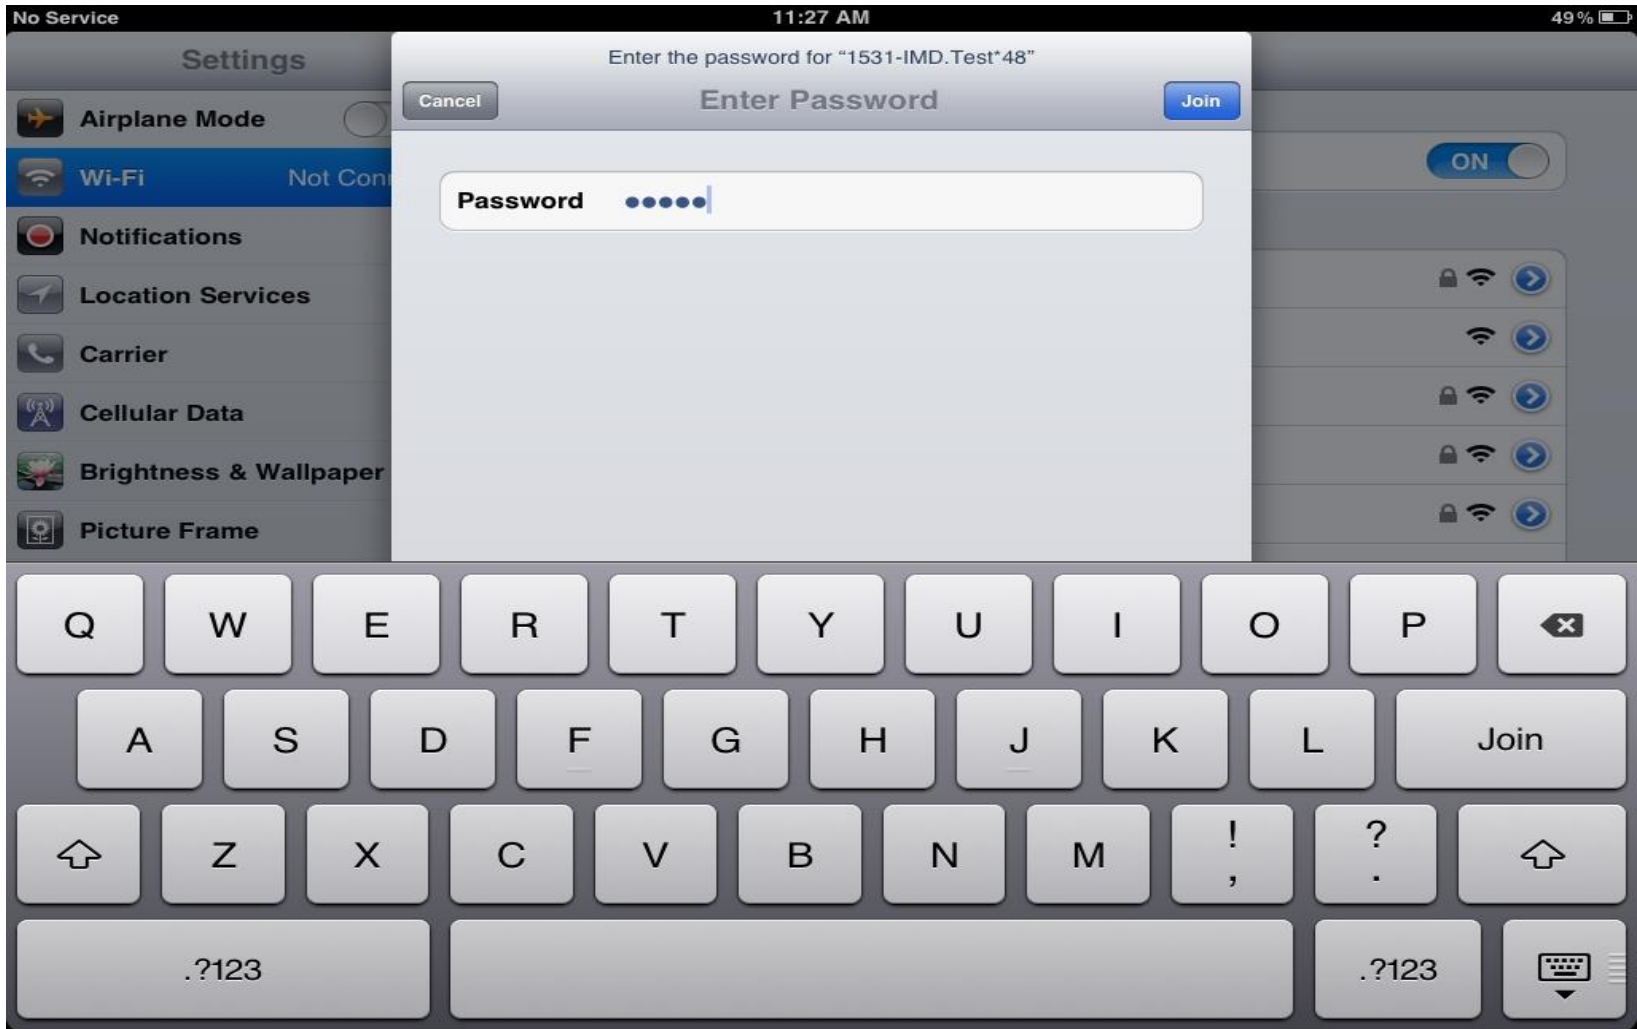 No Service 11:27 AM 49%
Settings
Enter the password for “1531-IMD.Test*48”
Cancel Enter Password Join
Airplane Mode
Wi-Fi Not Con
ON
Password •••••
Notifications
Location Services
Carrier
Cellular Data
Brightness & Wallpaper
Picture Frame
Q W E R T Y U I O P
A S D F G H J K L Join
Z X C V B N M ! , ? .
.?123 .?123